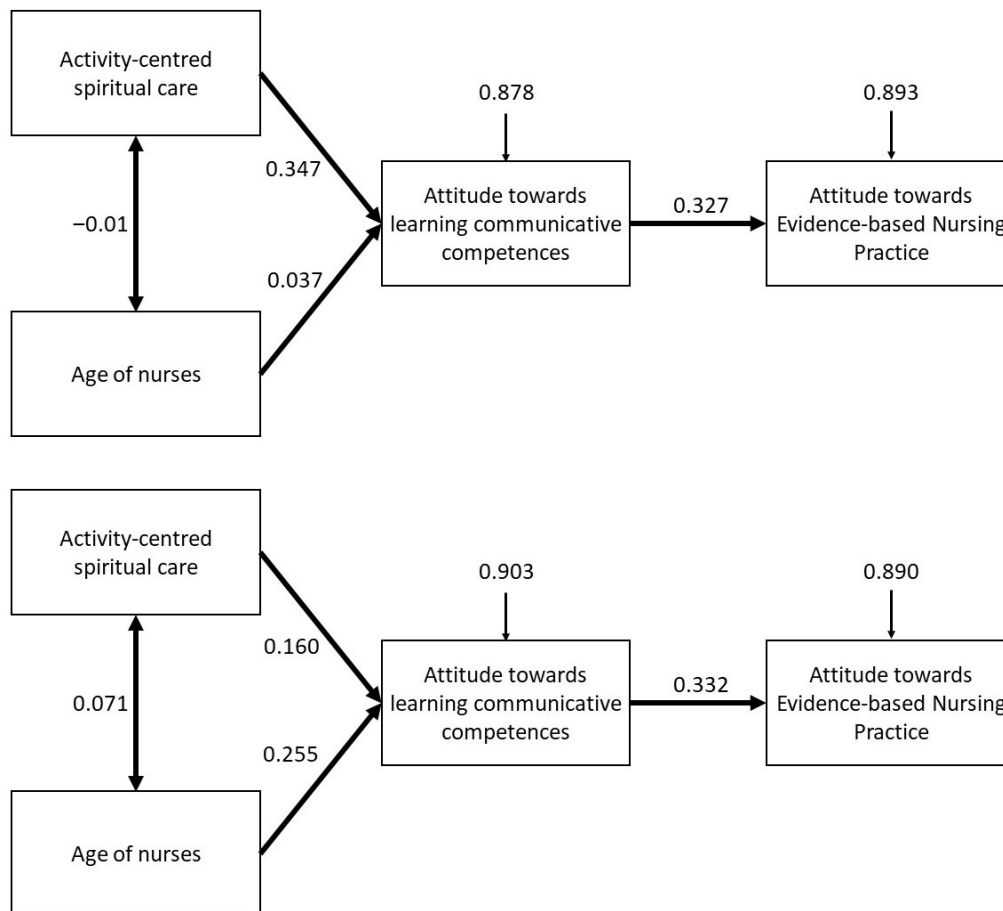 Activity-centred
spiritual care
0.878
0.893
0.347
Attitude towards
learning communicative
competences
0.327
Attitude towards
Evidence-based Nursing
Practice
–0.01
0.037
Age of nurses
Activity-centred
spiritual care
0.903
0.890
0.160
Attitude towards
learning communicative
competences
0.332
Attitude towards
Evidence-based Nursing
Practice
0.071
0.255
Age of nurses